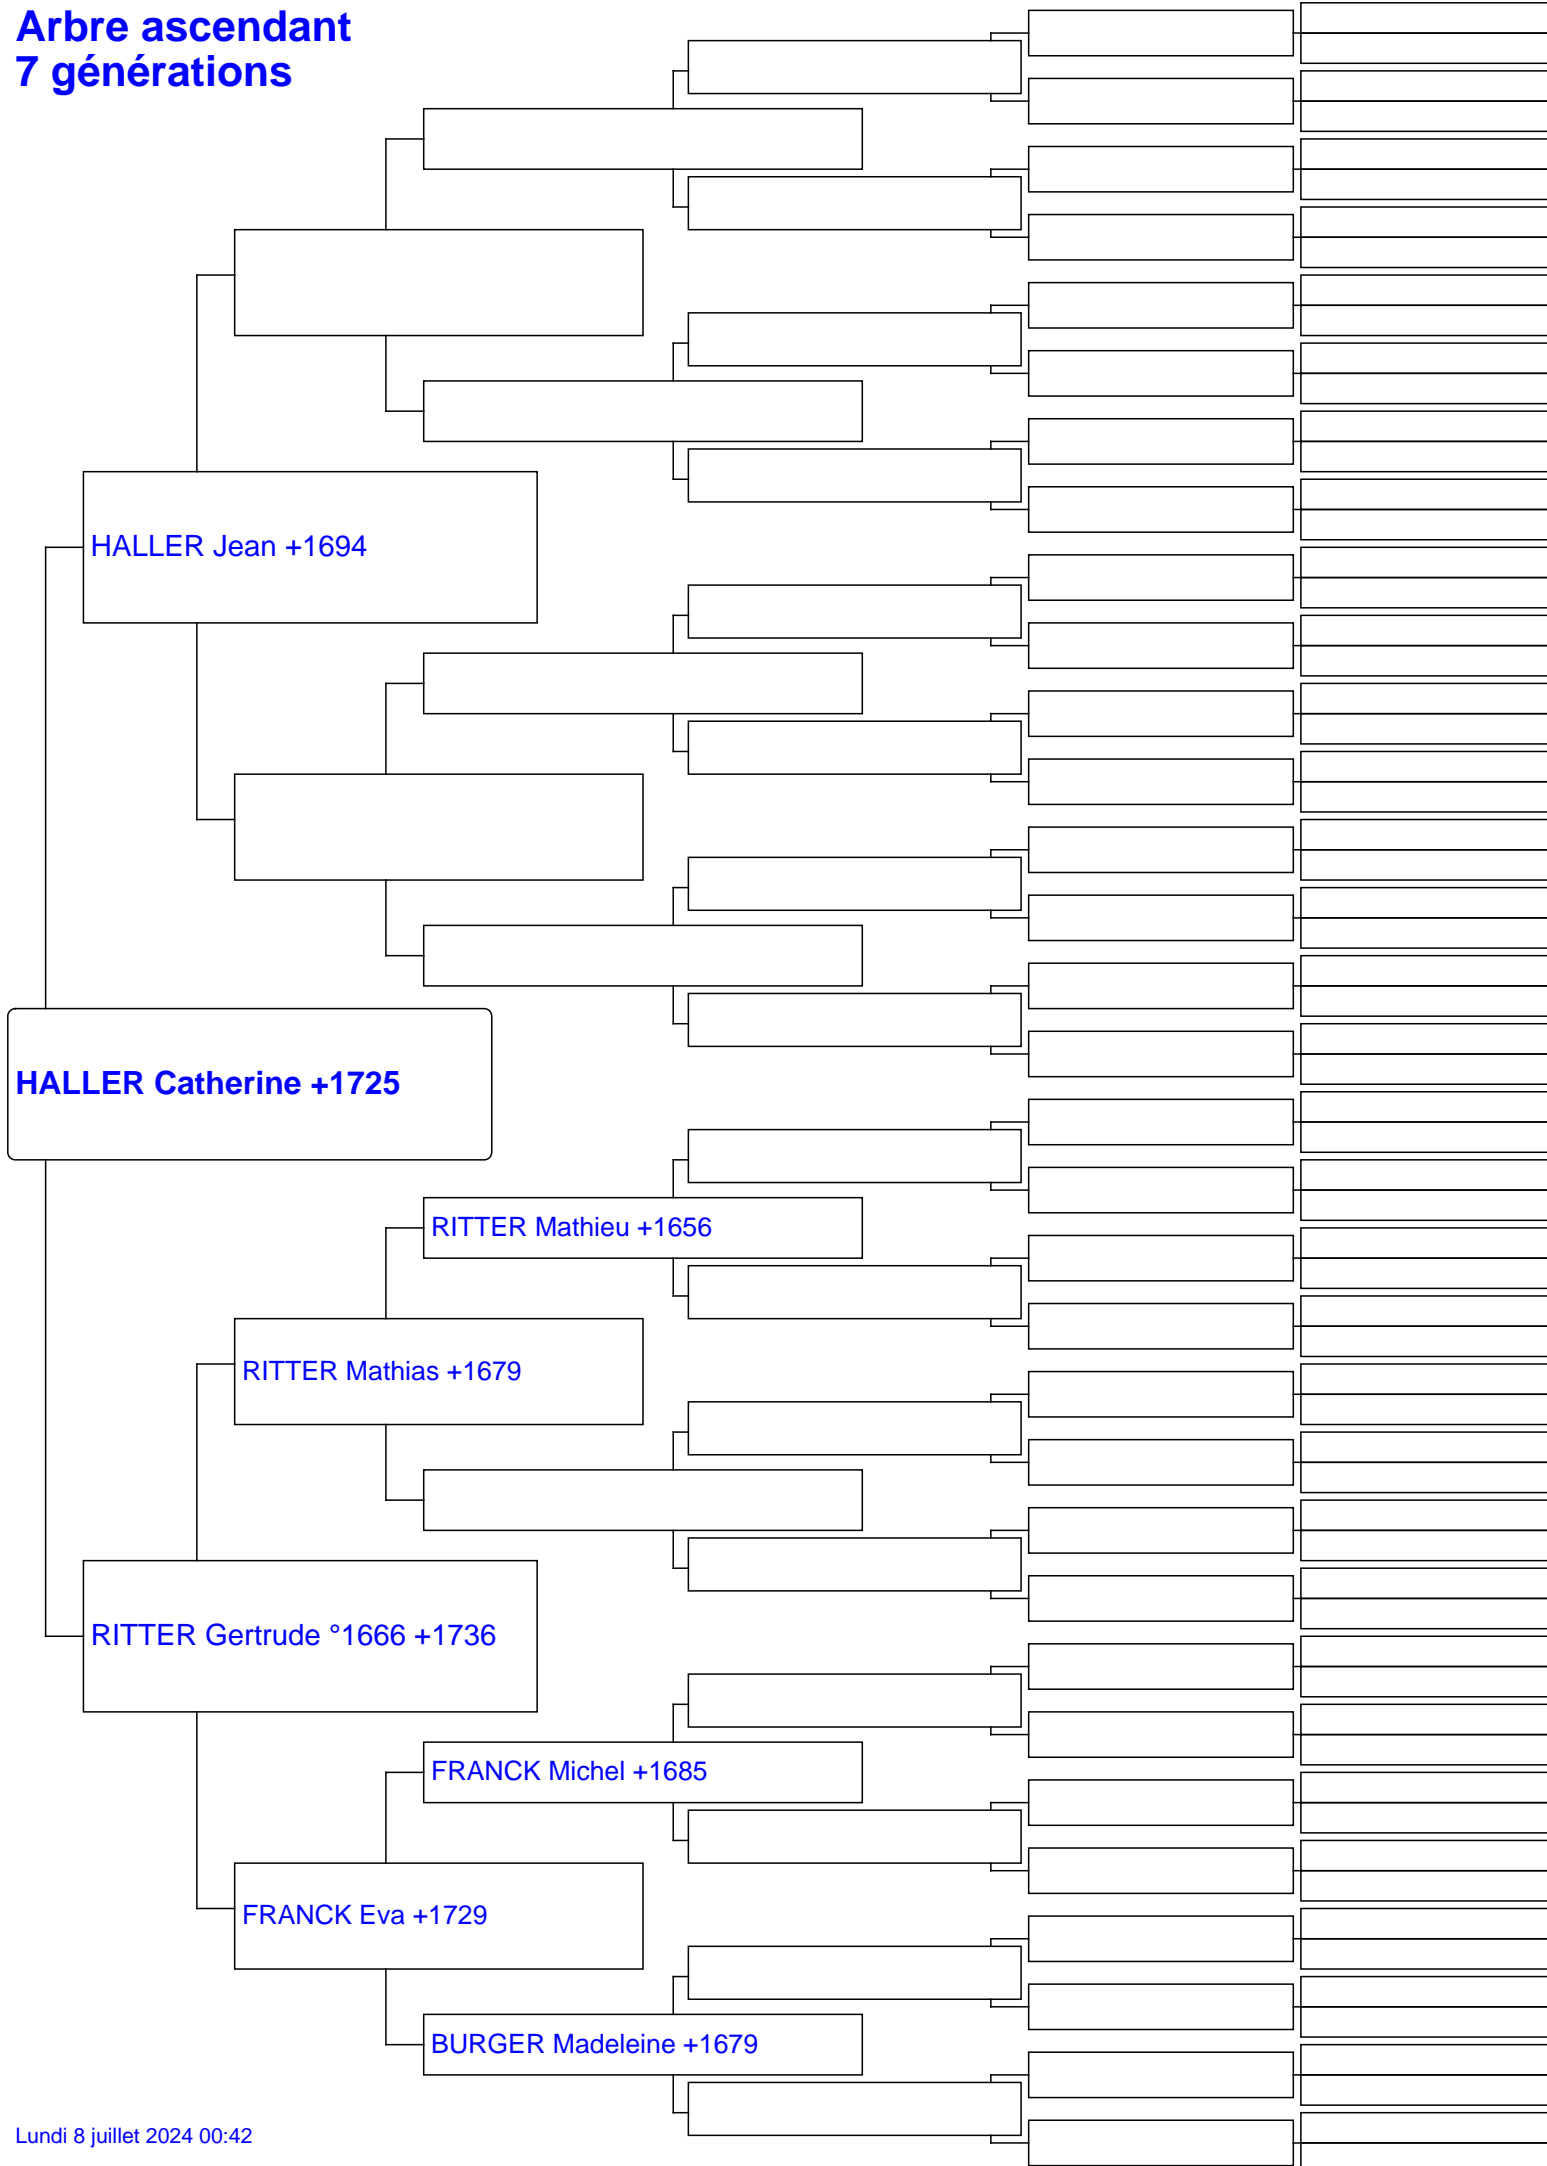 Arbre ascendant
7 générations
HALLER Jean +1694
HALLER Catherine +1725
RITTER Mathieu +1656
RITTER Mathias +1679
RITTER Gertrude °1666 +1736
FRANCK Michel +1685
FRANCK Eva +1729
BURGER Madeleine +1679
Lundi 8 juillet 2024 00:42